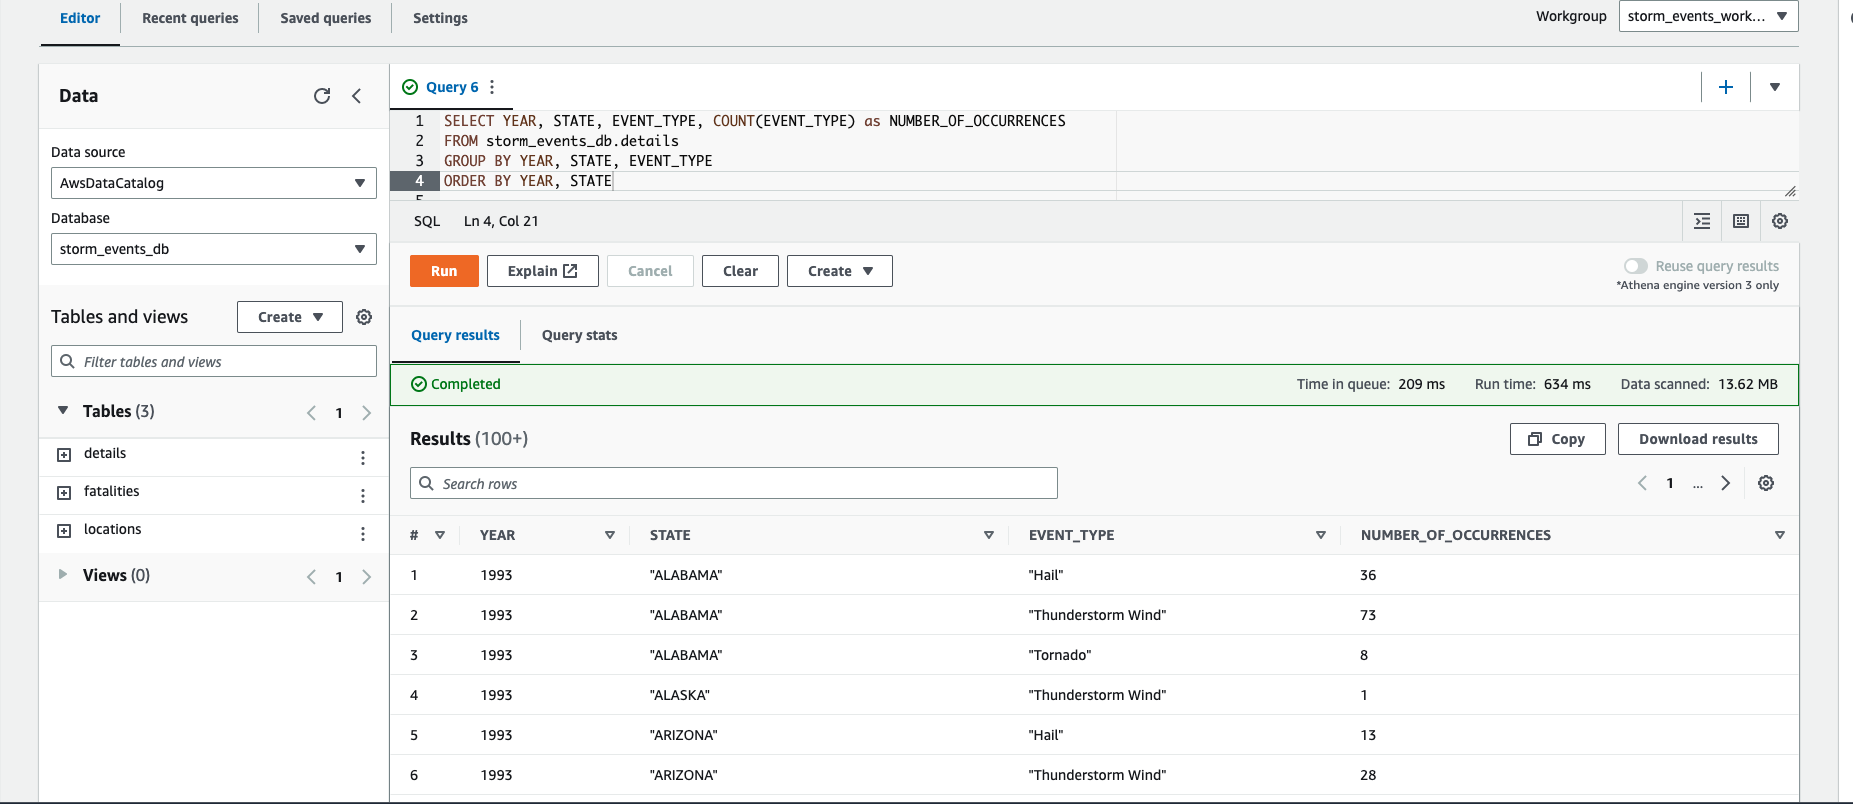 Editor Recent queries Saved queries Settings Workgroup storm_events_work...
Data
Data source
AwsDataCatalog
Database
storm_events_db
Tables and views Create
Filter tables and views
Tables (3) 1
details
fatalities
locations
Views (0) 1
Query 6
1 SELECT YEAR, STATE, EVENT_TYPE, COUNT(EVENT_TYPE) as NUMBER_OF_OCCURRENCES
2 FROM storm_events_db.details
3 GROUP BY YEAR, STATE, EVENT_TYPE
4 ORDER BY YEAR, STATE
5
SQL Ln 4, Col 21
Run Explain Cancel Clear Create
Reuse query results
*Athena engine version 3 only
Query results Query stats
Completed Time in queue: 209 ms Run time: 634 ms Data scanned: 13.62 MB
Results (100+) Copy Download results
Search rows 1 ...
# YEAR STATE EVENT_TYPE NUMBER_OF_OCCURRENCES
1 1993 "ALABAMA" "Hail" 36
2 1993 "ALABAMA" "Thunderstorm Wind" 73
3 1993 "ALABAMA" "Tornado" 8
4 1993 "ALASKA" "Thunderstorm Wind" 1
5 1993 "ARIZONA" "Hail" 13
6 1993 "ARIZONA" "Thunderstorm Wind" 28